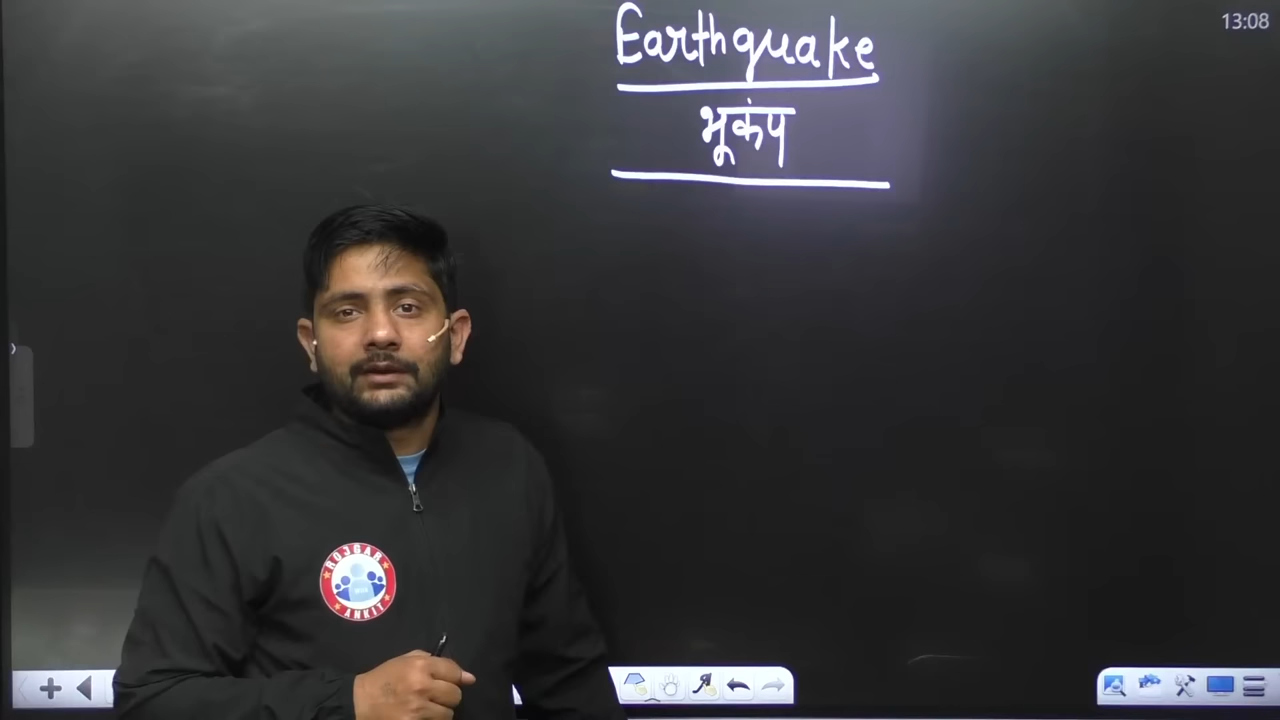 13:08
Earthquake
भूकंप
ROJGAR
ANKIT